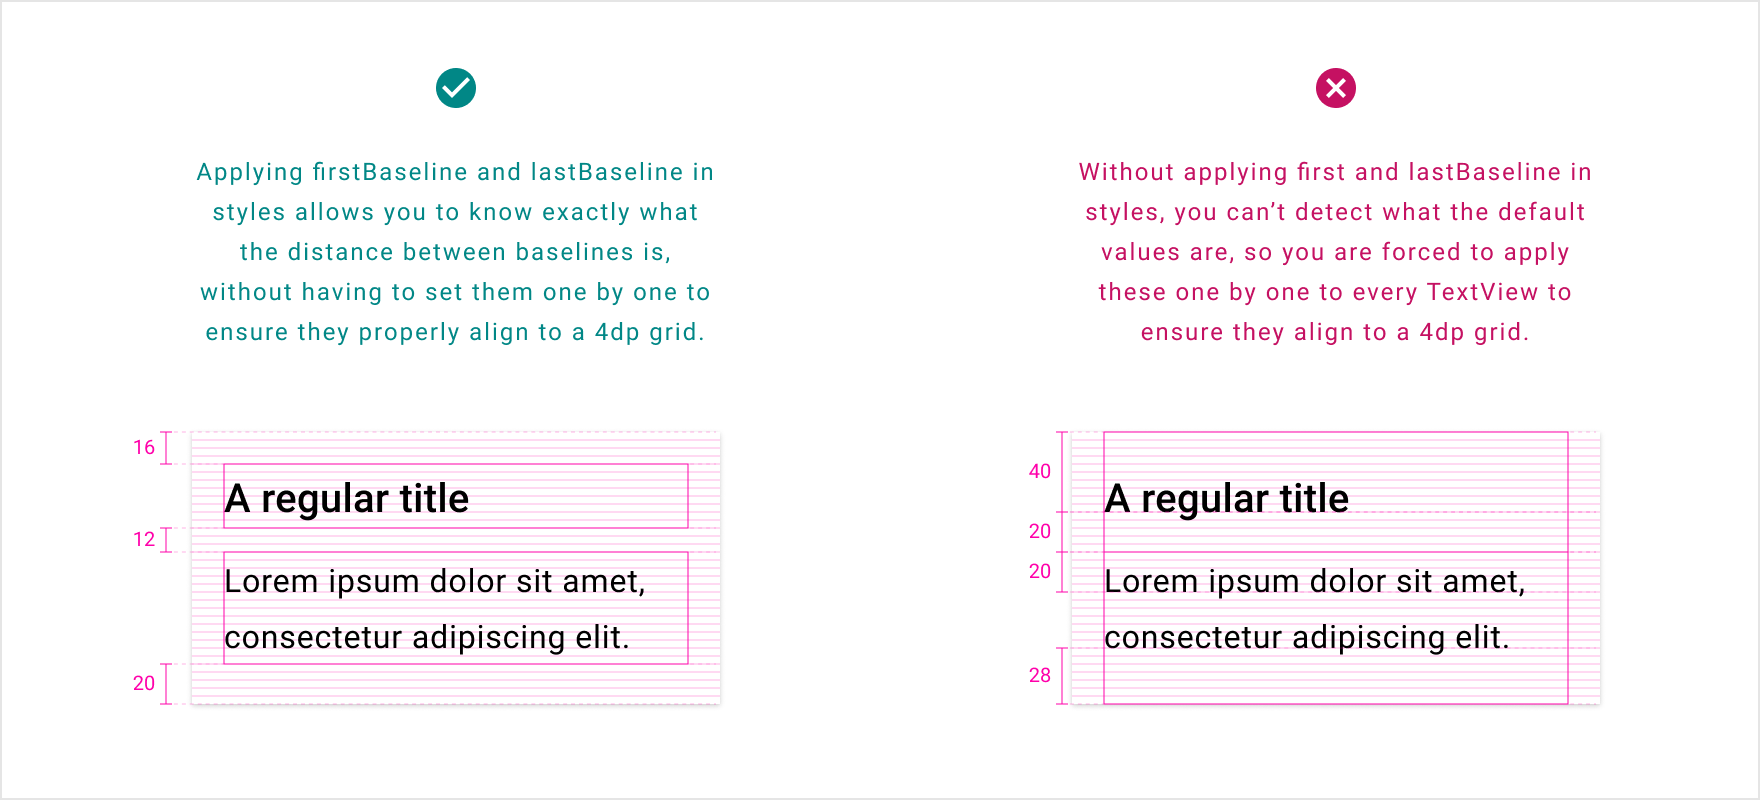 Applying firstBaseline and lastBaseline in
styles allows you to know exactly what
the distance between baselines is,
without having to set them one by one to
ensure they properly align to a 4dp grid.
16
A regular title
12
Lorem ipsum dolor sit amet,
consectetur adipiscing elit.
20
Without applying first and lastBaseline in
styles, you can’t detect what the default
values are, so you are forced to apply
these one by one to every TextView to
ensure they align to a 4dp grid.
40
A regular title
20
20
Lorem ipsum dolor sit amet,
consectetur adipiscing elit.
28